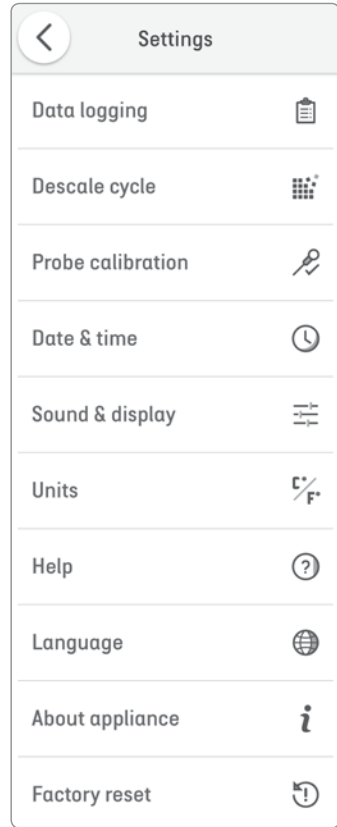 Settings
Data logging
Descale cycle
Probe calibration
Date & time
Sound & display
Units C°/F°
Help ?
Language
About appliance i
Factory reset !